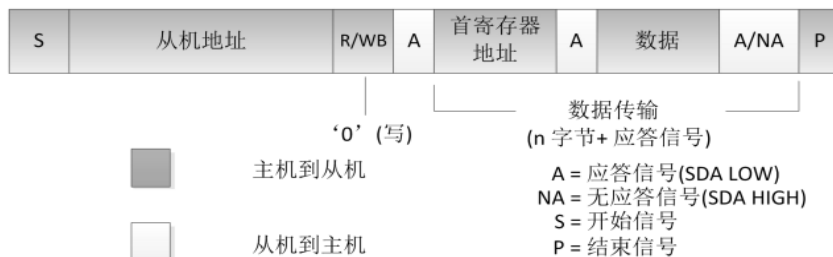 S 从机地址 R/WB A 首寄存器地址 A 数据 A/NA P
‘0’ (写)
数据传输
(n 字节+ 应答信号)
主机到从机
从机到主机
A = 应答信号(SDA LOW)
NA = 无应答信号(SDA HIGH)
S = 开始信号
P = 结束信号